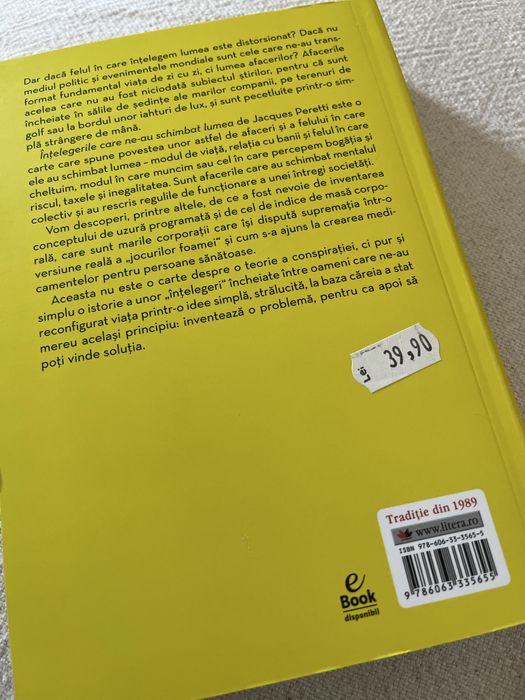 Dar dacă felul în care înțelegem lumea este distorsionat? Dacă nu
mediul politic și evenimentele mondiale sunt cele care ne-au trans-
format fundamental viața de zi cu zi, ci lumea afacerilor? Afacerile
acelea care nu au fost niciodată subiectul știrilor, pentru că sunt
încheiate în sălile de ședințe ale marilor companii, pe terenuri de
golf sau la bordul unor iahturi de lux, și sunt pecetluite printr-o sim-
plă strângere de mână.
Înțelegerile care ne-au schimbat lumea de Jacques Peretti este o
carte care spune povestea unor astfel de afaceri și a felului în care
ele au schimbat lumea – modul de viață, relația cu banii și felul în care
cheltuim, modul în care muncim sau cel în care percepem bogăția și
riscul, taxele și inegalitatea. Sunt afacerile care au schimbat mentalul
colectiv și au rescris regulile de funcționare a unei întregi societăți.
Vom descoperi, printre altele, de ce a fost nevoie de inventarea
conceptului de uzură programată și de cel de indice de masă corpo-
rală, care sunt marile corporații care își dispută supremația într-o
versiune reală a „jocurilor foamei” și cum s-a ajuns la crearea medi-
camentelor pentru persoane sănătoase.
Aceasta nu este o carte despre o teorie a conspirației, ci pur și
simplu o istorie a unor „înțelegeri” încheiate între oameni care ne-au
reconfigurat viața printr-o idee simplă, strălucită, la baza căreia a stat
mereu același principiu: inventează o problemă, pentru ca apoi să
poți vinde soluția.
Lei 39,90
Tradiție din 1989
www.litera.ro
ISBN 978-606-33-3565-5
9 786063 335655
e
Book
disponibil